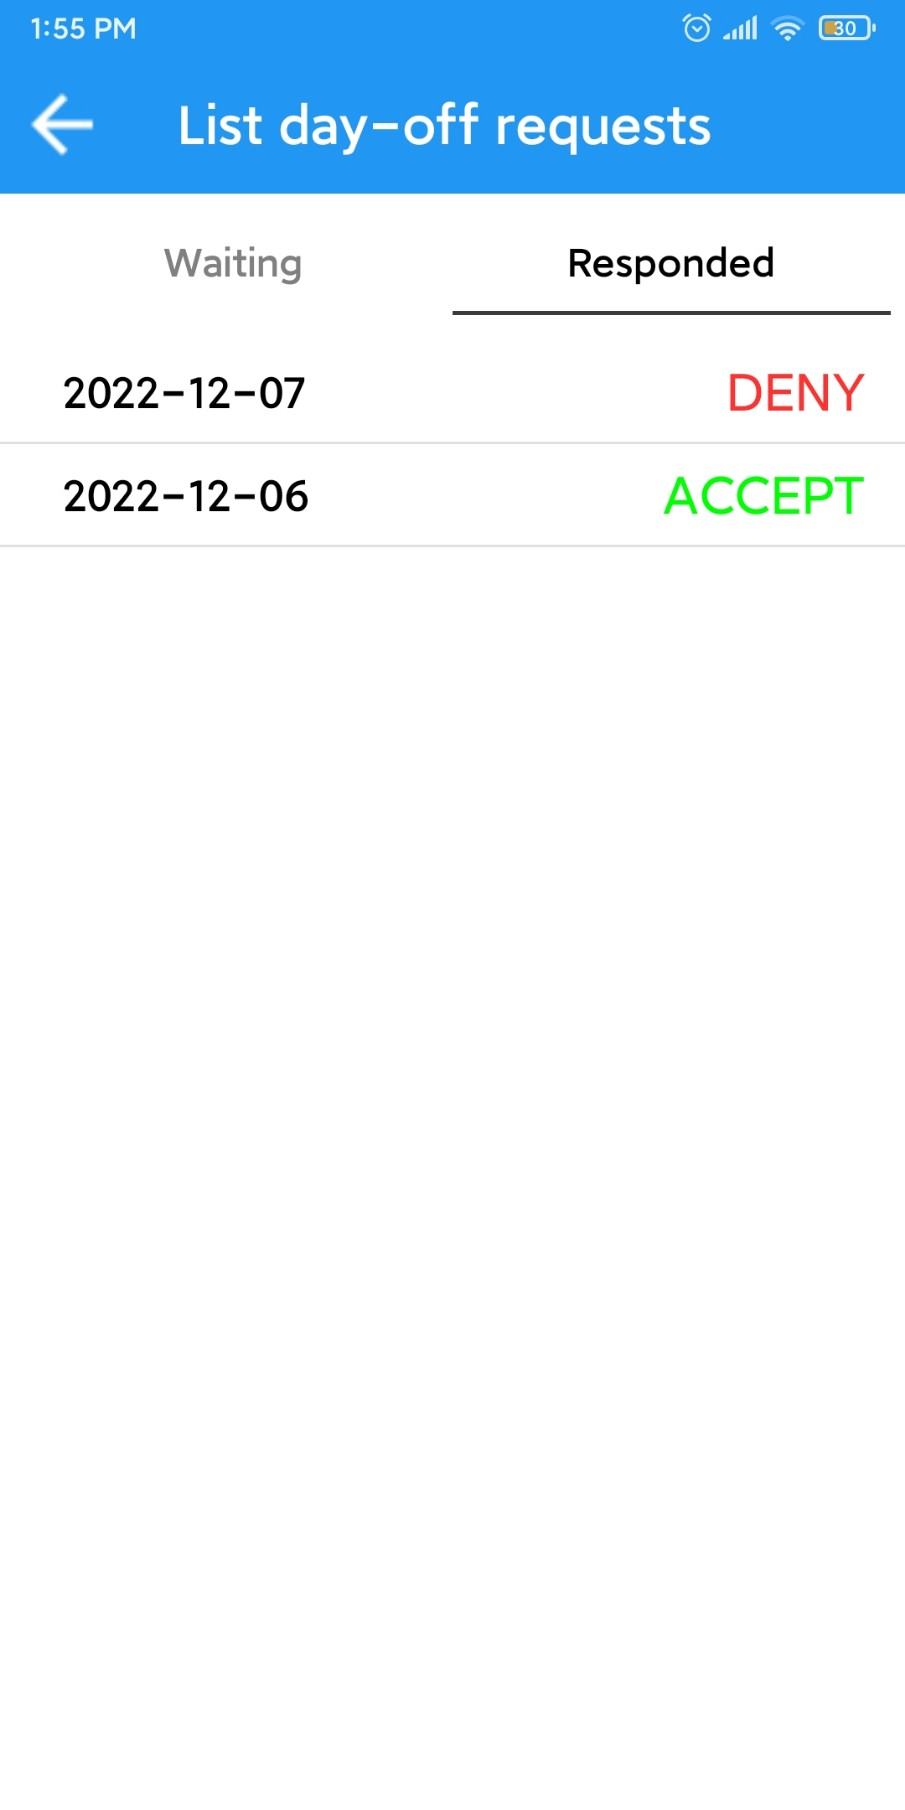 1:55 PM 30
List day-off requests
Waiting Responded
2022-12-07 DENY
2022-12-06 ACCEPT